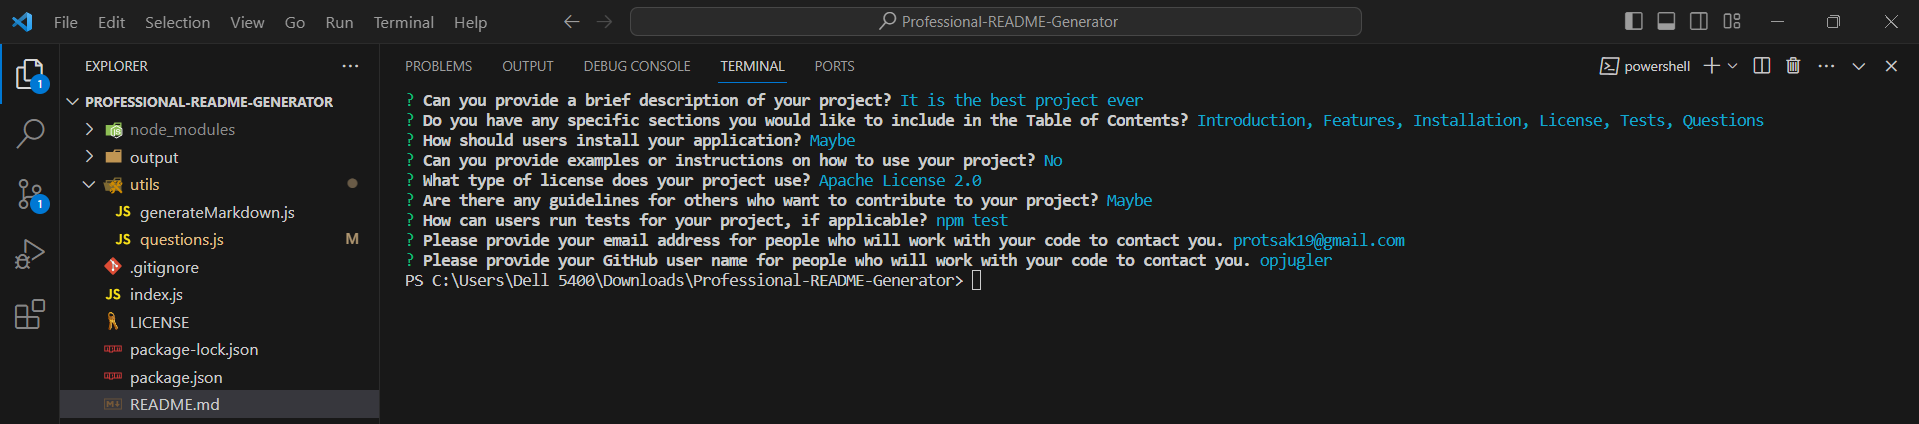 File Edit Selection View Go Run Terminal Help
Professional-README-Generator
EXPLORER
PROFESSIONAL-README-GENERATOR
node_modules
output
utils
JS generateMarkdown.js
JS questions.js M
.gitignore
JS index.js
LICENSE
package-lock.json
package.json
README.md
1
1
PROBLEMS OUTPUT DEBUG CONSOLE TERMINAL PORTS
powershell
? Can you provide a brief description of your project? It is the best project ever
? Do you have any specific sections you would like to include in the Table of Contents? Introduction, Features, Installation, License, Tests, Questions
? How should users install your application? Maybe
? Can you provide examples or instructions on how to use your project? No
? What type of license does your project use? Apache License 2.0
? Are there any guidelines for others who want to contribute to your project? Maybe
? How can users run tests for your project, if applicable? npm test
? Please provide your email address for people who will work with your code to contact you. protsak19@gmail.com
? Please provide your GitHub user name for people who will work with your code to contact you. opjugler
PS C:\Users\Dell 5400\Downloads\Professional-README-Generator>